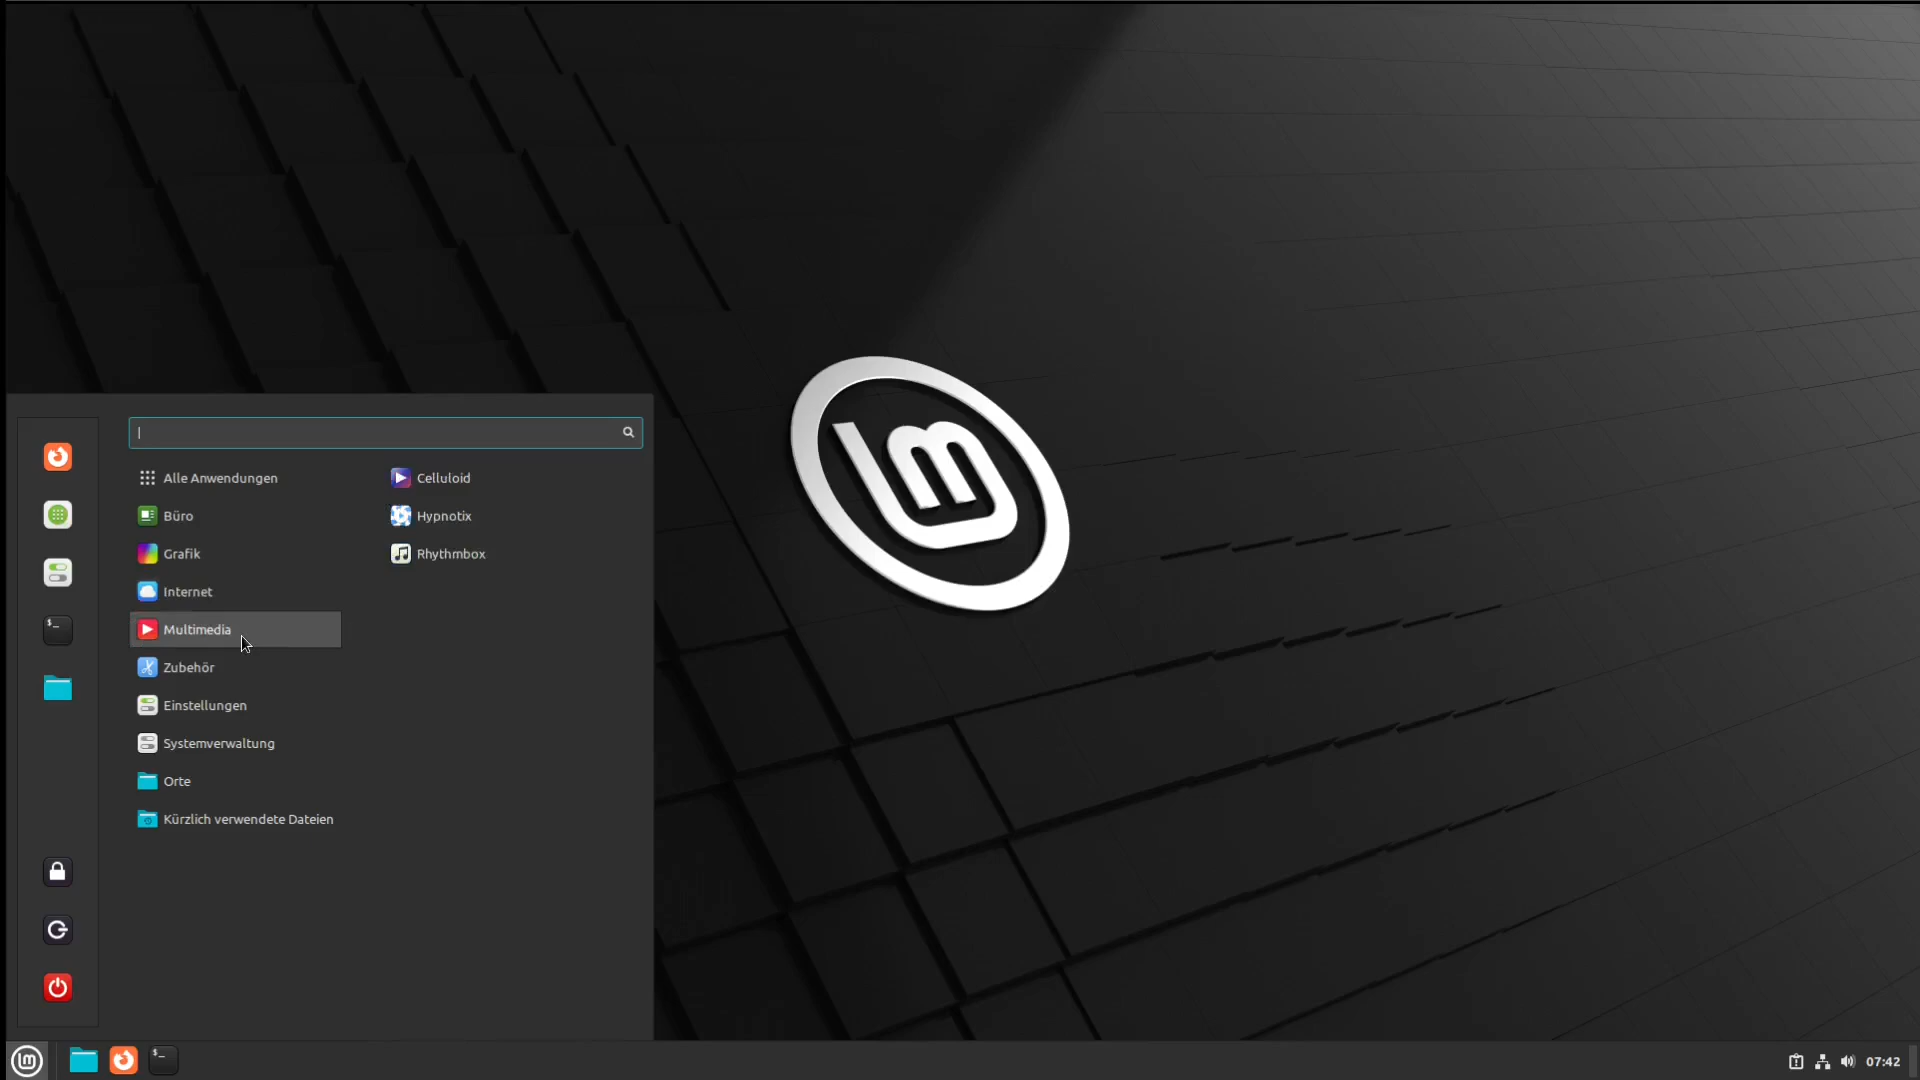 Alle Anwendungen
Büro
Grafik
Internet
Multimedia
Zubehör
Einstellungen
Systemverwaltung
Orte
Kürzlich verwendete Dateien
Celluloid
Hypnotix
Rhythmbox
07:42